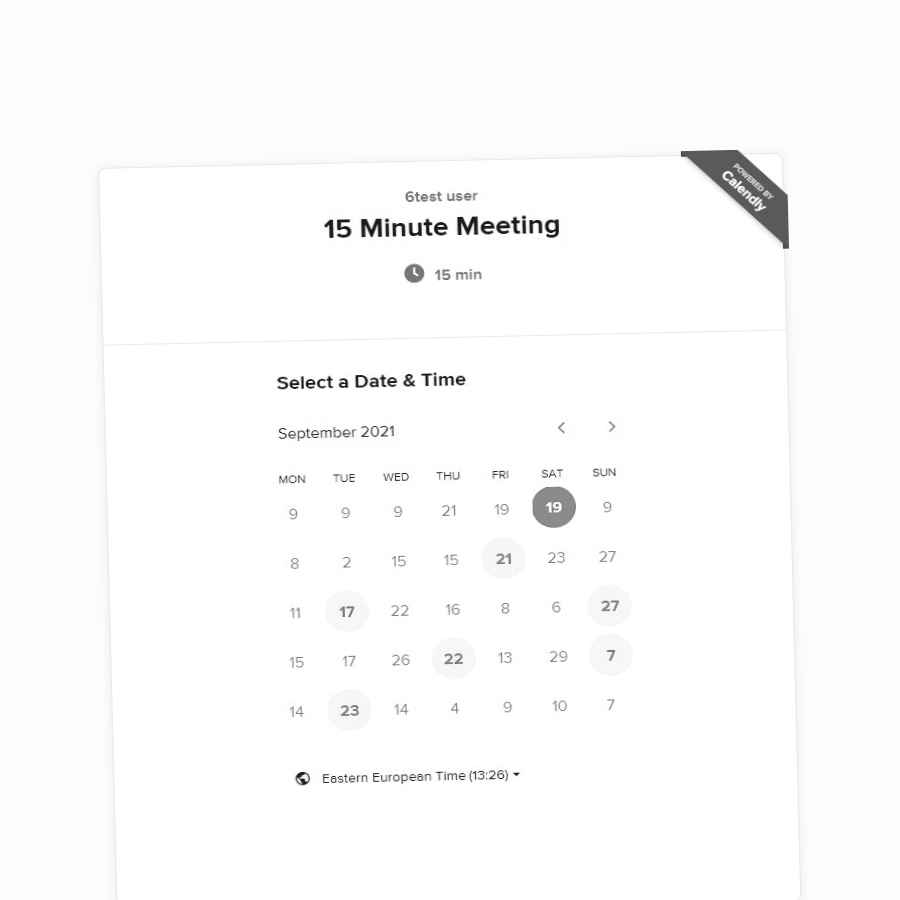 POWERED BY
Calendly
6test user
15 Minute Meeting
15 min
Select a Date & Time
September 2021
MON TUE WED THU FRI SAT SUN
9 9 9 21 19 19 9
8 2 15 15 21 23 27
11 17 22 16 8 6 27
15 17 26 22 13 29 7
14 23 14 4 9 10 7
Eastern European Time (13:26)